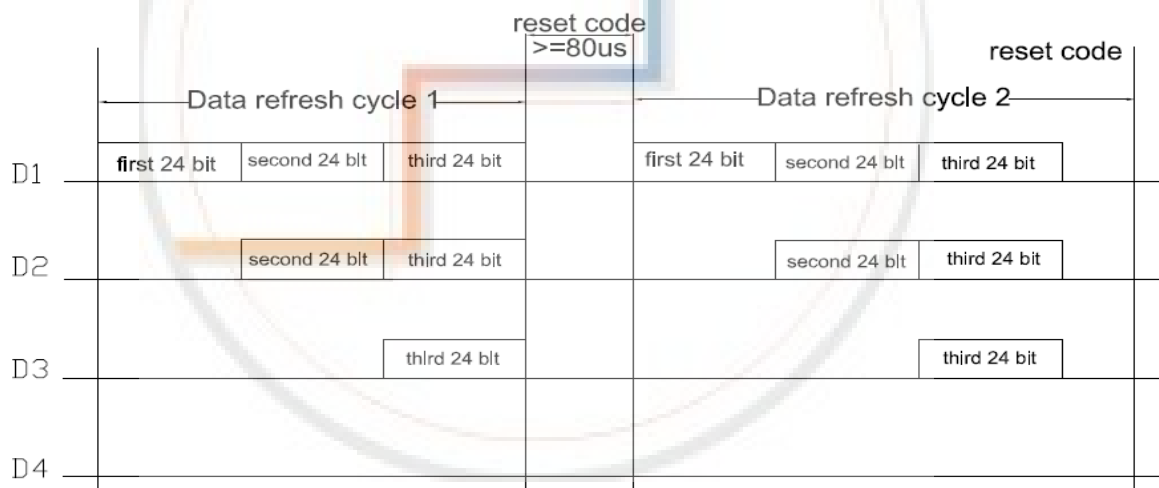 reset code
>=80us
reset code
Data refresh cycle 1
Data refresh cycle 2
D1 first 24 bit second 24 blt third 24 bit first 24 bit second 24 blt third 24 bit
D2 second 24 blt third 24 bit second 24 blt third 24 bit
D3 thlrd 24 blt third 24 bit
D4